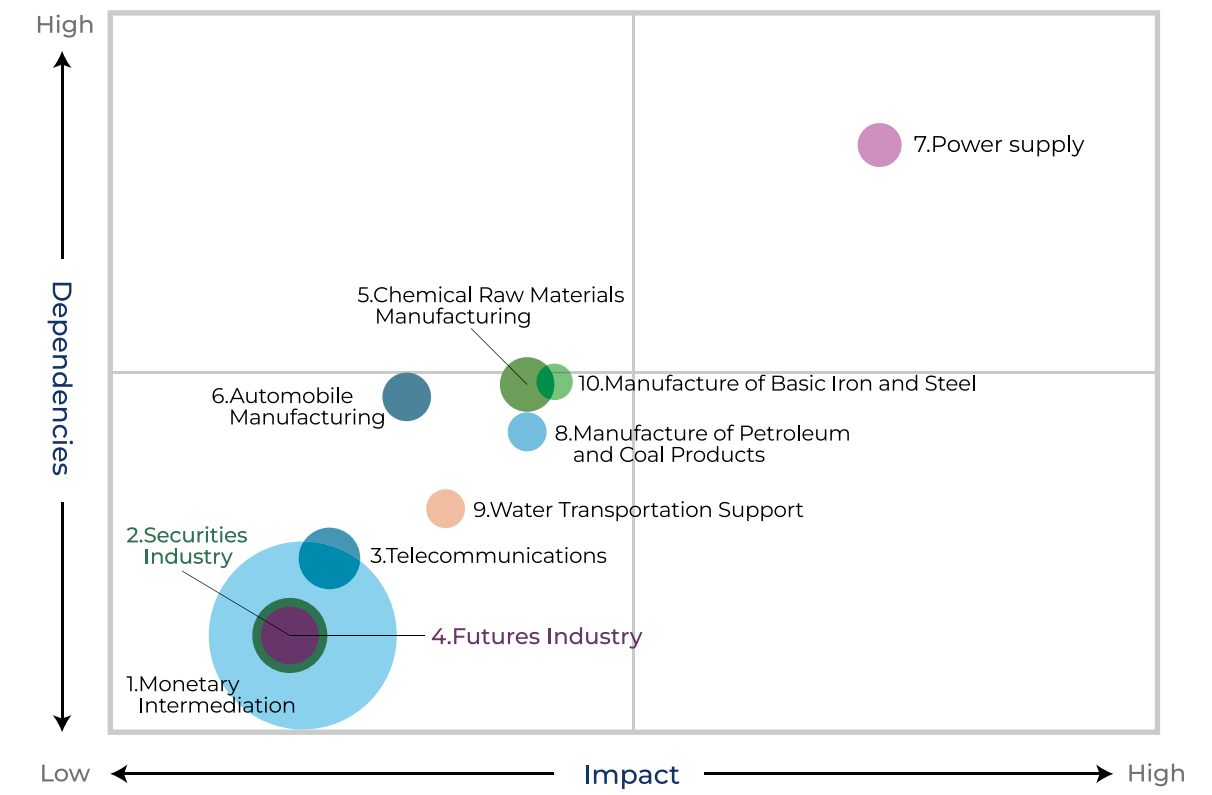 High
7.Power supply
Dependencies
5.Chemical Raw Materials
Manufacturing
6.Automobile
Manufacturing
10.Manufacture of Basic Iron and Steel
8.Manufacture of Petroleum
and Coal Products
9.Water Transportation Support
2.Securities
Industry
3.Telecommunications
4.Futures Industry
1.Monetary
Intermediation
Low
Impact
High